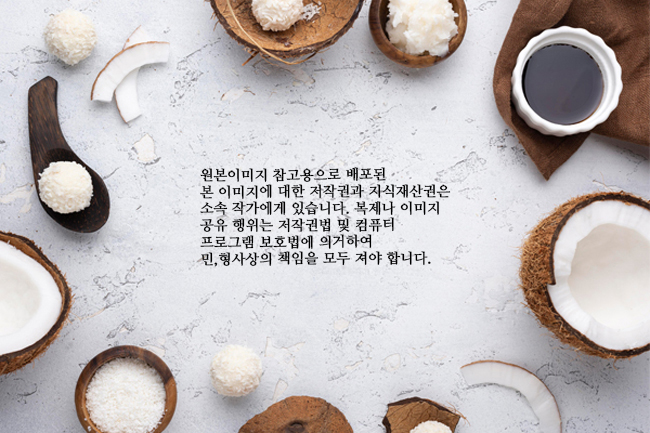 원본이미지 참고용으로 배포된
본 이미지에 대한 저작권과 지식재산권은
소속 작가에게 있습니다. 복제나 이미지
공유 행위는 저작권법 및 컴퓨터
프로그램 보호법에 의거하여
민,형사상의 책임을 모두 져야 합니다.